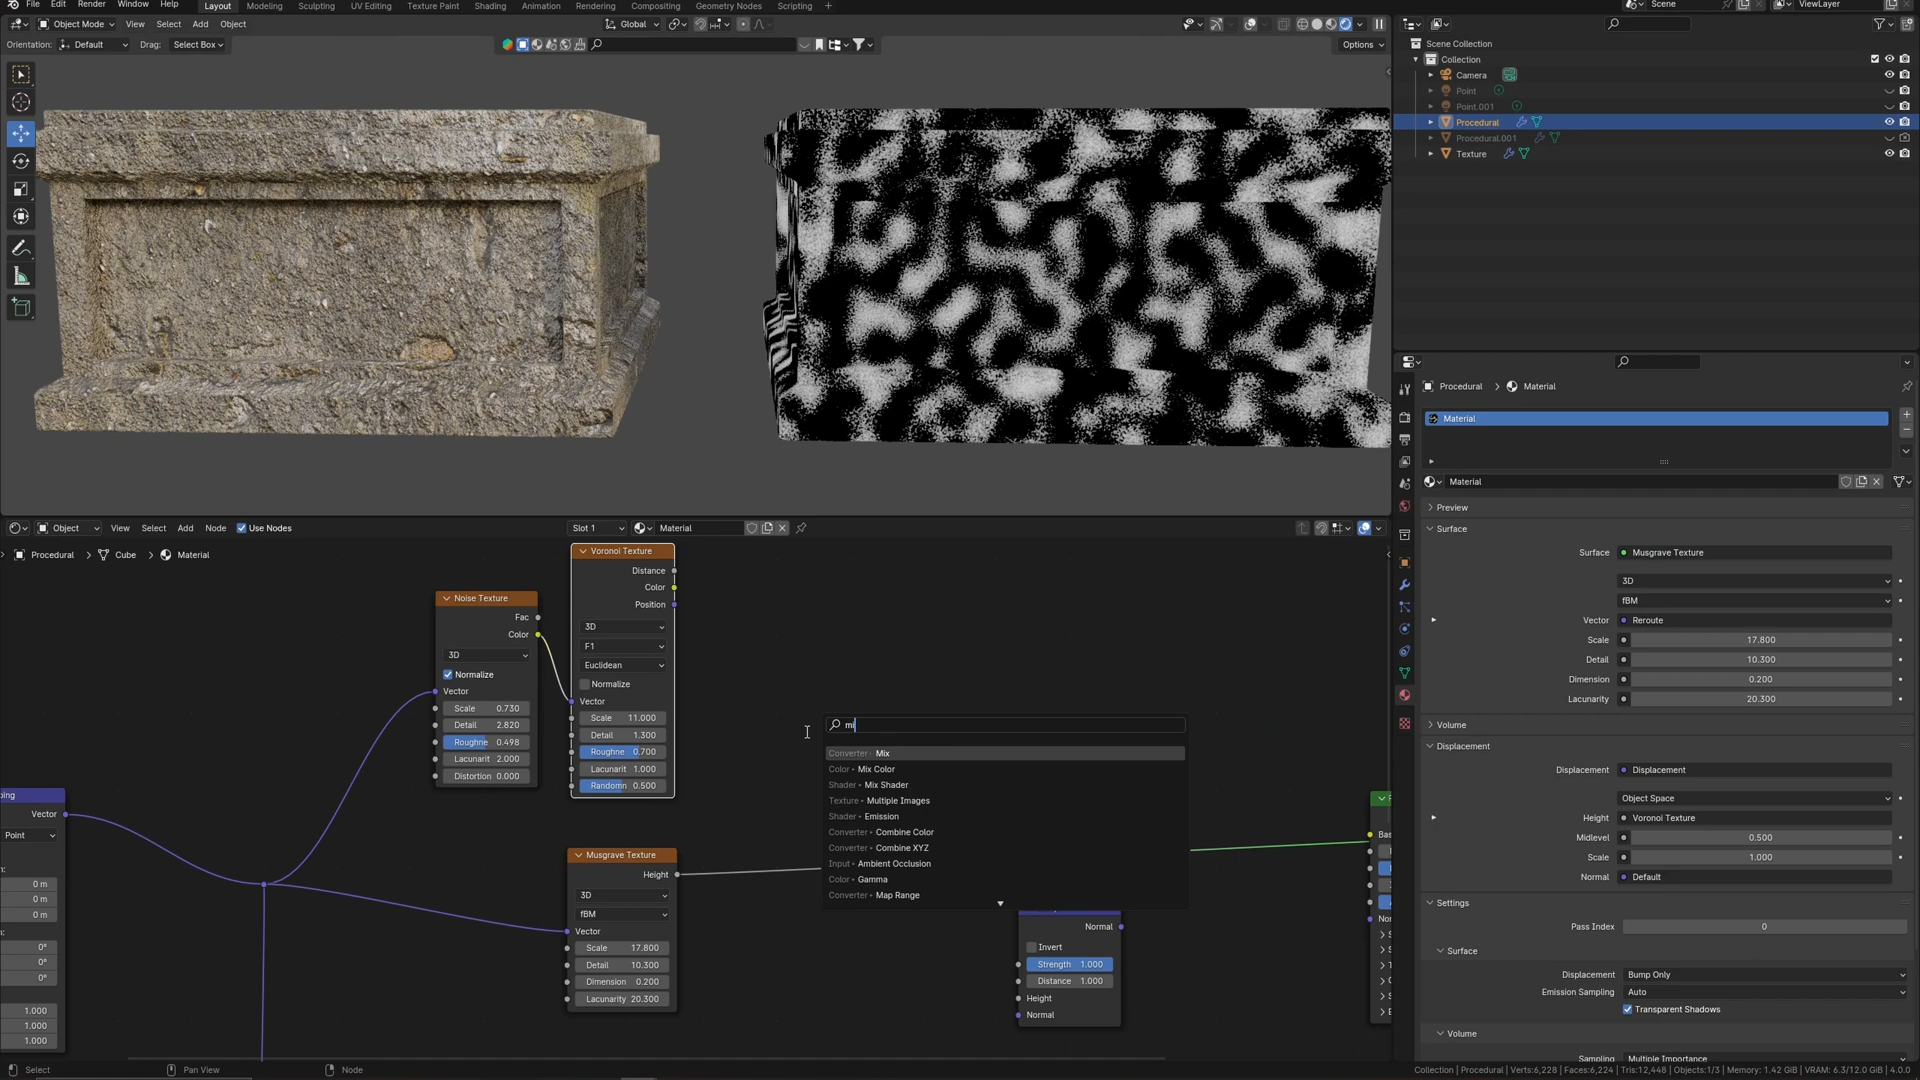 File Edit Render Window Help Layout Modeling Sculpting UV Editing Texture Paint Shading Animation Rendering Compositing Geometry Nodes Scripting + Scene ViewLayer
Object Mode View Select Add Object Global
Orientation: Default Drag: Select Box Options
Scene Collection
Collection
Camera
Point
Point.001
Procedural
Procedural.001
Texture
Procedural > Material
Material
Material
Preview
Surface
Surface Musgrave Texture
3D
fBM
Vector Reroute
Scale 17.800
Detail 10.300
Dimension 0.200
Lacunarity 20.300
Volume
Displacement
Displacement Displacement
Object Space
Height Voronoi Texture
Midlevel 0.500
Scale 1.000
Normal Default
Settings
Pass Index 0
Surface
Displacement Bump Only
Emission Sampling Auto
Transparent Shadows
Volume
Sampling Multiple Importance
Object View Select Add Node Use Nodes Slot 1 Material
Procedural > Cube > Material
ping
Vector
Point
0 m
0 m
0 m
0°
0°
0°
1.000
1.000
1.000
Noise Texture
Fac
Color
3D
Normalize
Vector
Scale 0.730
Detail 2.820
Roughne 0.498
Lacunarit 2.000
Distortion 0.000
Voronoi Texture
Distance
Color
Position
3D
F1
Euclidean
Normalize
Vector
Scale 11.000
Detail 1.300
Roughne 0.700
Lacunarit 1.000
Randomn 0.500
Musgrave Texture
Height
3D
fBM
Vector
Scale 17.800
Detail 10.300
Dimension 0.200
Lacunarity 20.300
mi
Converter Mix
Color Mix Color
Shader Mix Shader
Texture Multiple Images
Shader Emission
Converter Combine Color
Converter Combine XYZ
Input Ambient Occlusion
Color Gamma
Converter Map Range
Normal
Invert
Strength 1.000
Distance 1.000
Height
Normal
Bas
Nor
Select Pan View Node Collection | Procedural | Verts:6,228 | Faces:6,224 | Tris:12,448 | Objects:1/3 | Memory: 1.42 GiB | VRAM: 6.3/12.0 GiB | 4.0.0